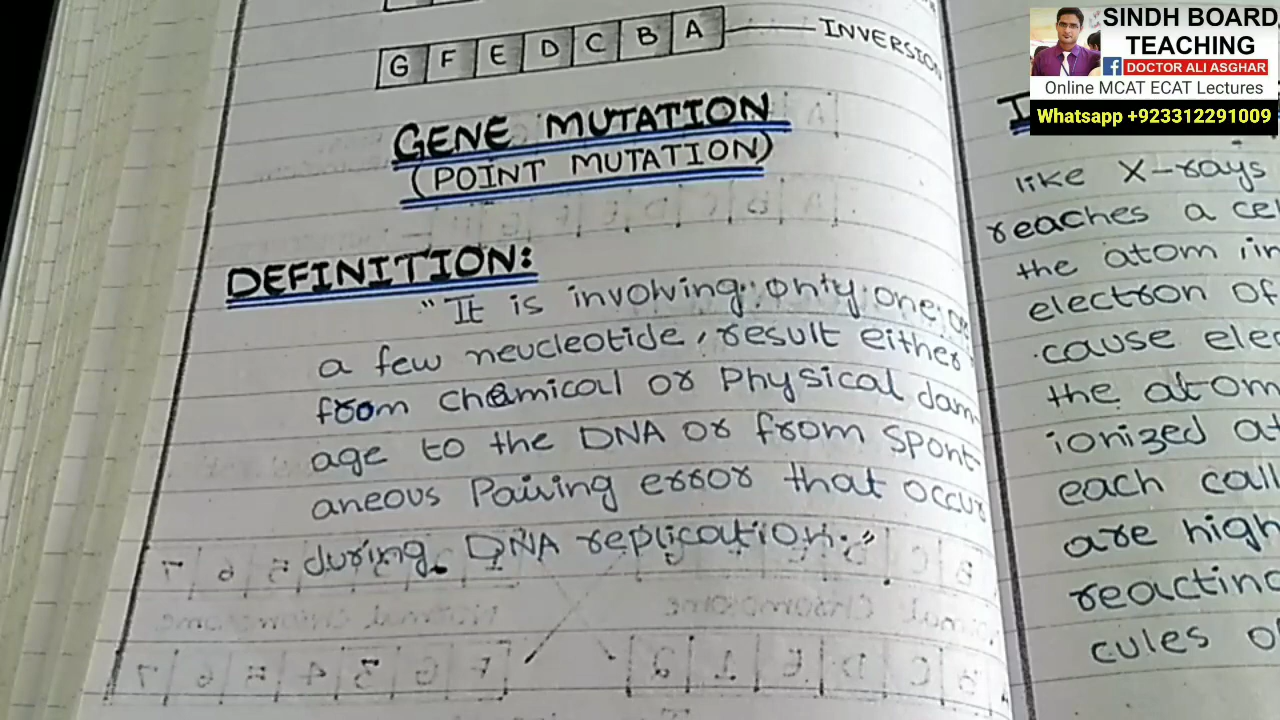 G F E D C B A INVERSION
GENE MUTATION
(POINT MUTATION)
DEFINITION:
"It is involving only one or
a few neucleotide, result either
from chemical or Physical dam-
age to the DNA or from spont-
aneous Pairing error that occur
during DNA replication."
like X-rays
reaches a cel
the atom iin
electron of
cause elec
the atom
ionized at
each call
are high
reacting
cules of
SINDH BOARD
TEACHING
DOCTOR ALI ASGHAR
Online MCAT ECAT Lectures
Whatsapp +923312291009